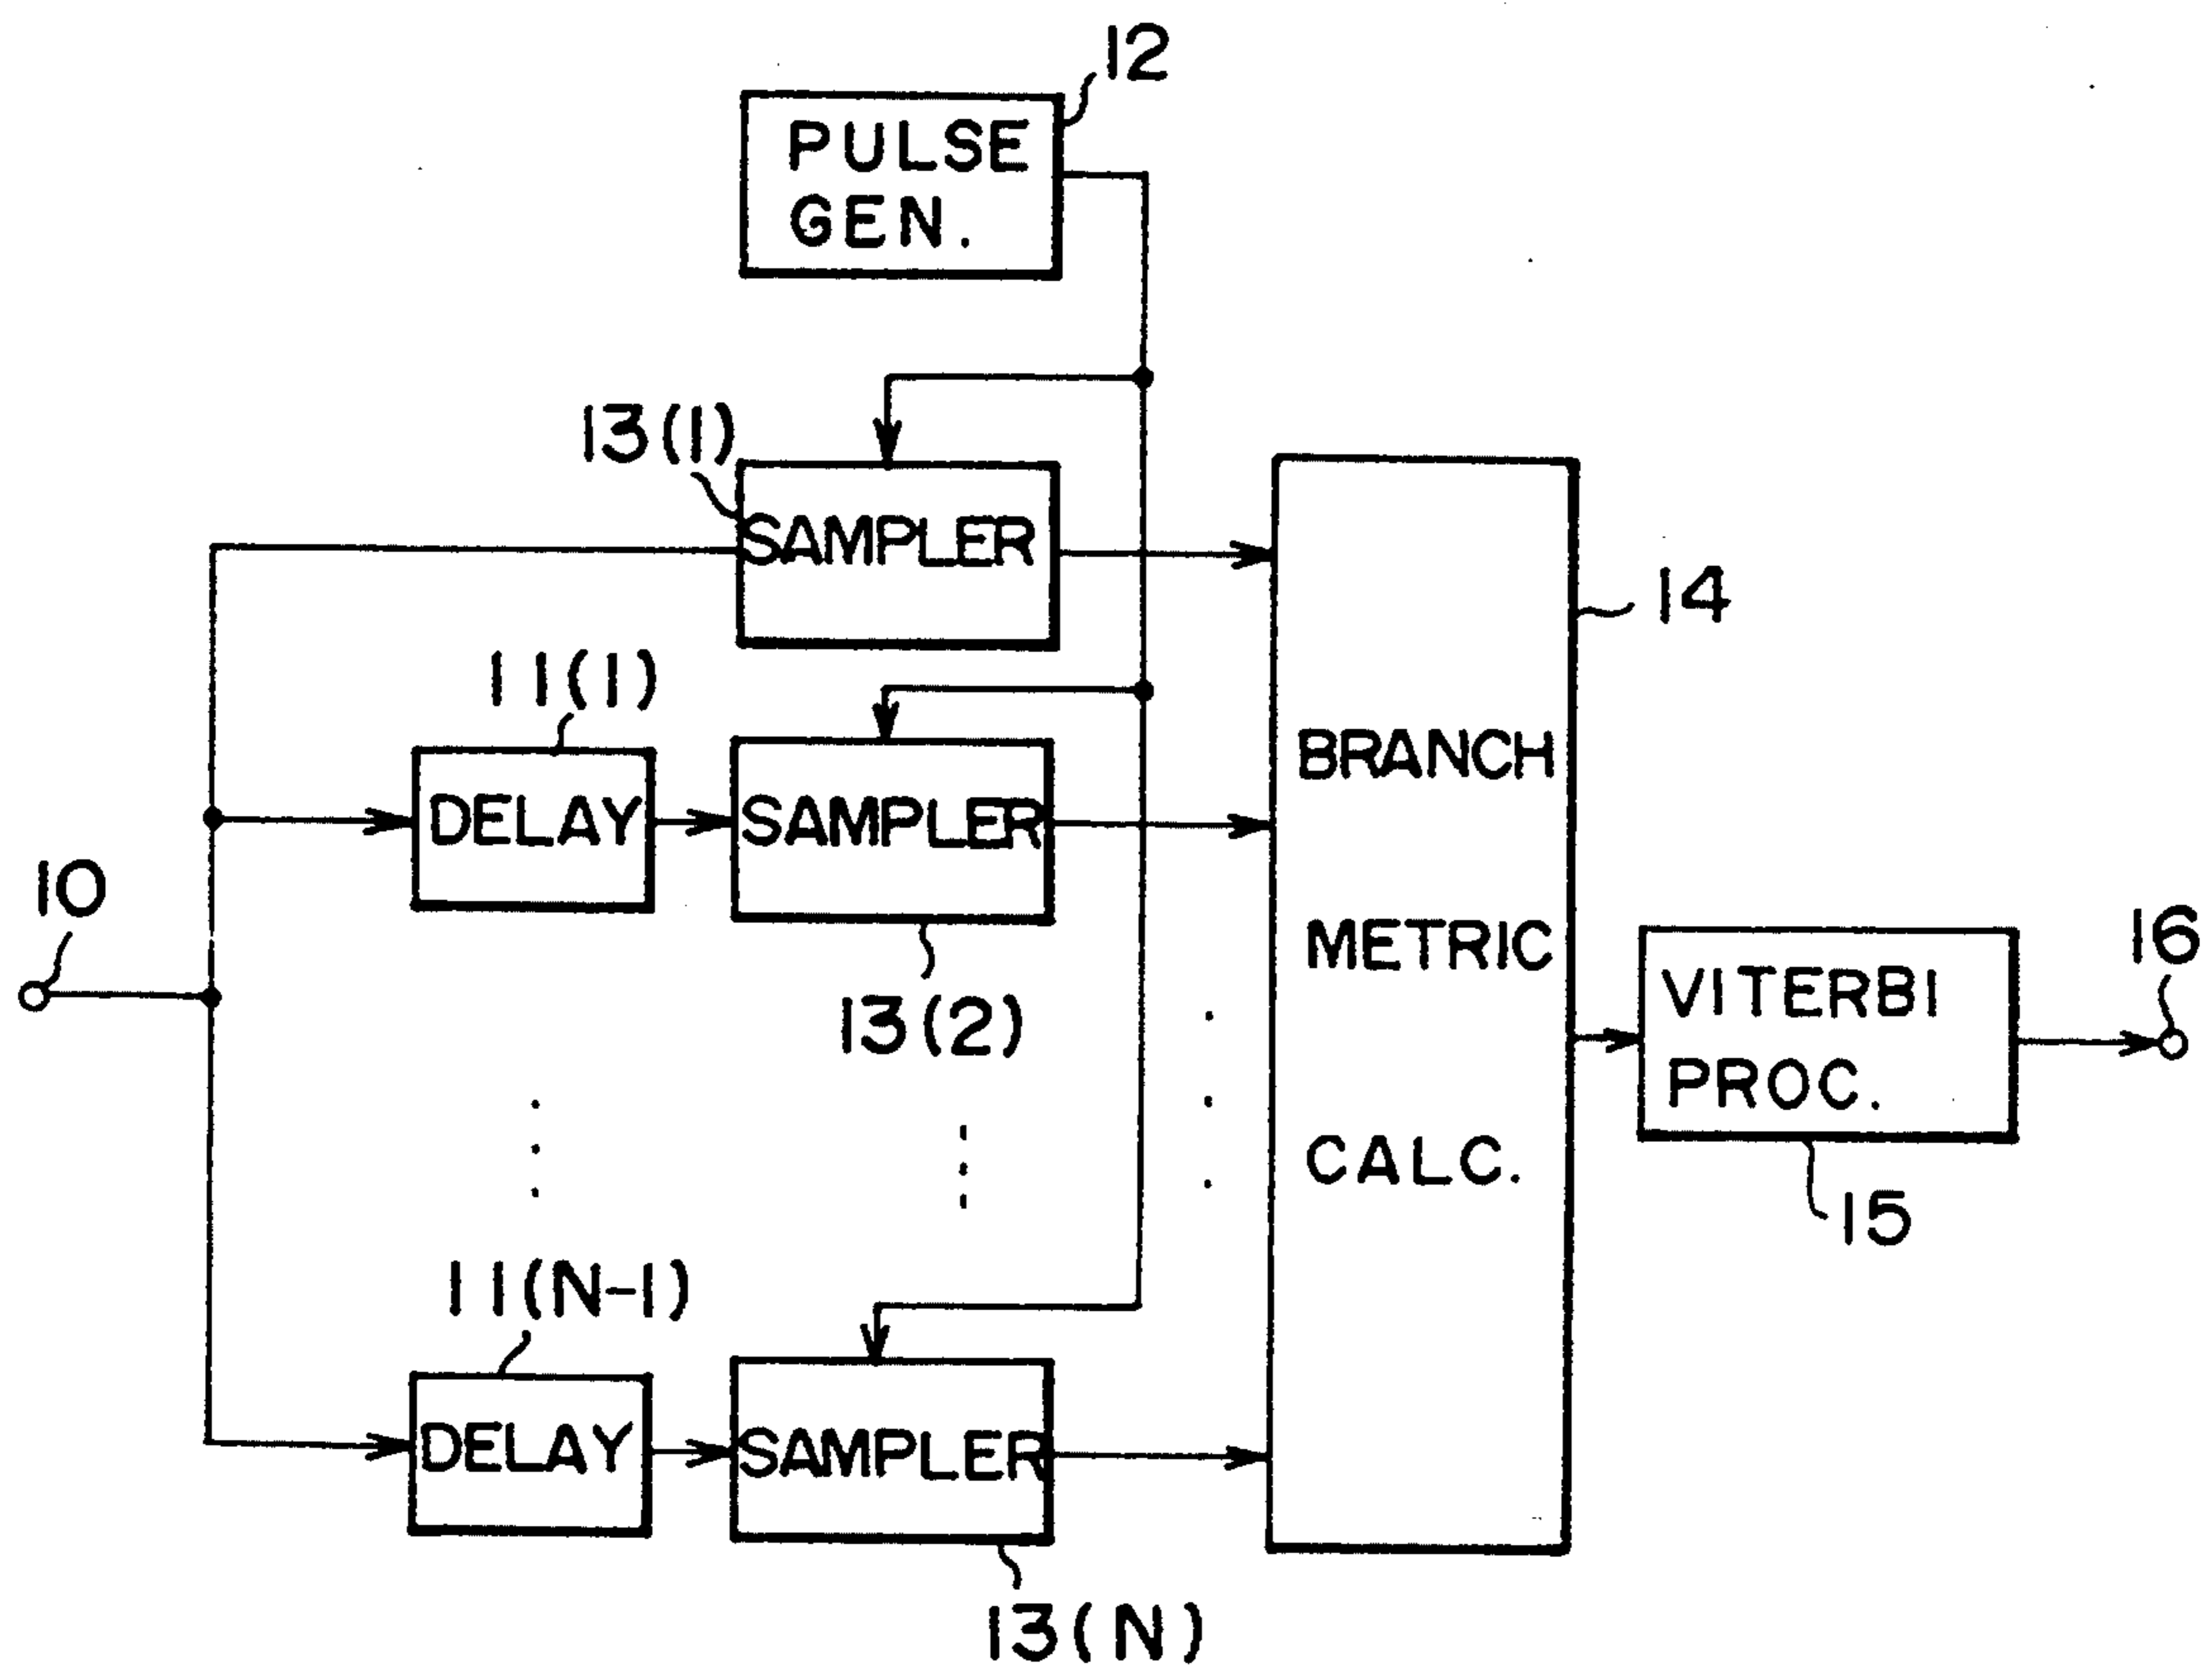 12
PULSE
GEN.
13(1)
SAMPLER
14
11(1)
BRANCH
DELAY
SAMPLER
10
METRIC
16
VITERBI
13(2)
PROC.
CALC.
15
11(N-1)
DELAY
SAMPLER
13(N)